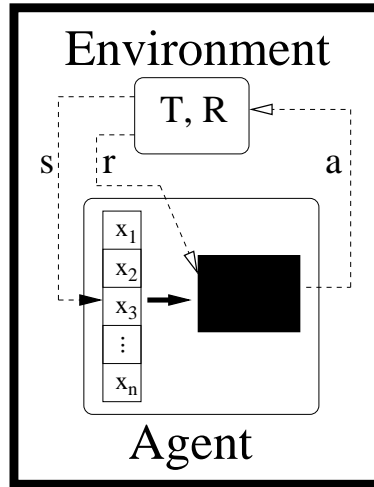 Environment
T, R
s
r
a
x1
x2
x3
⋮
xn
Agent